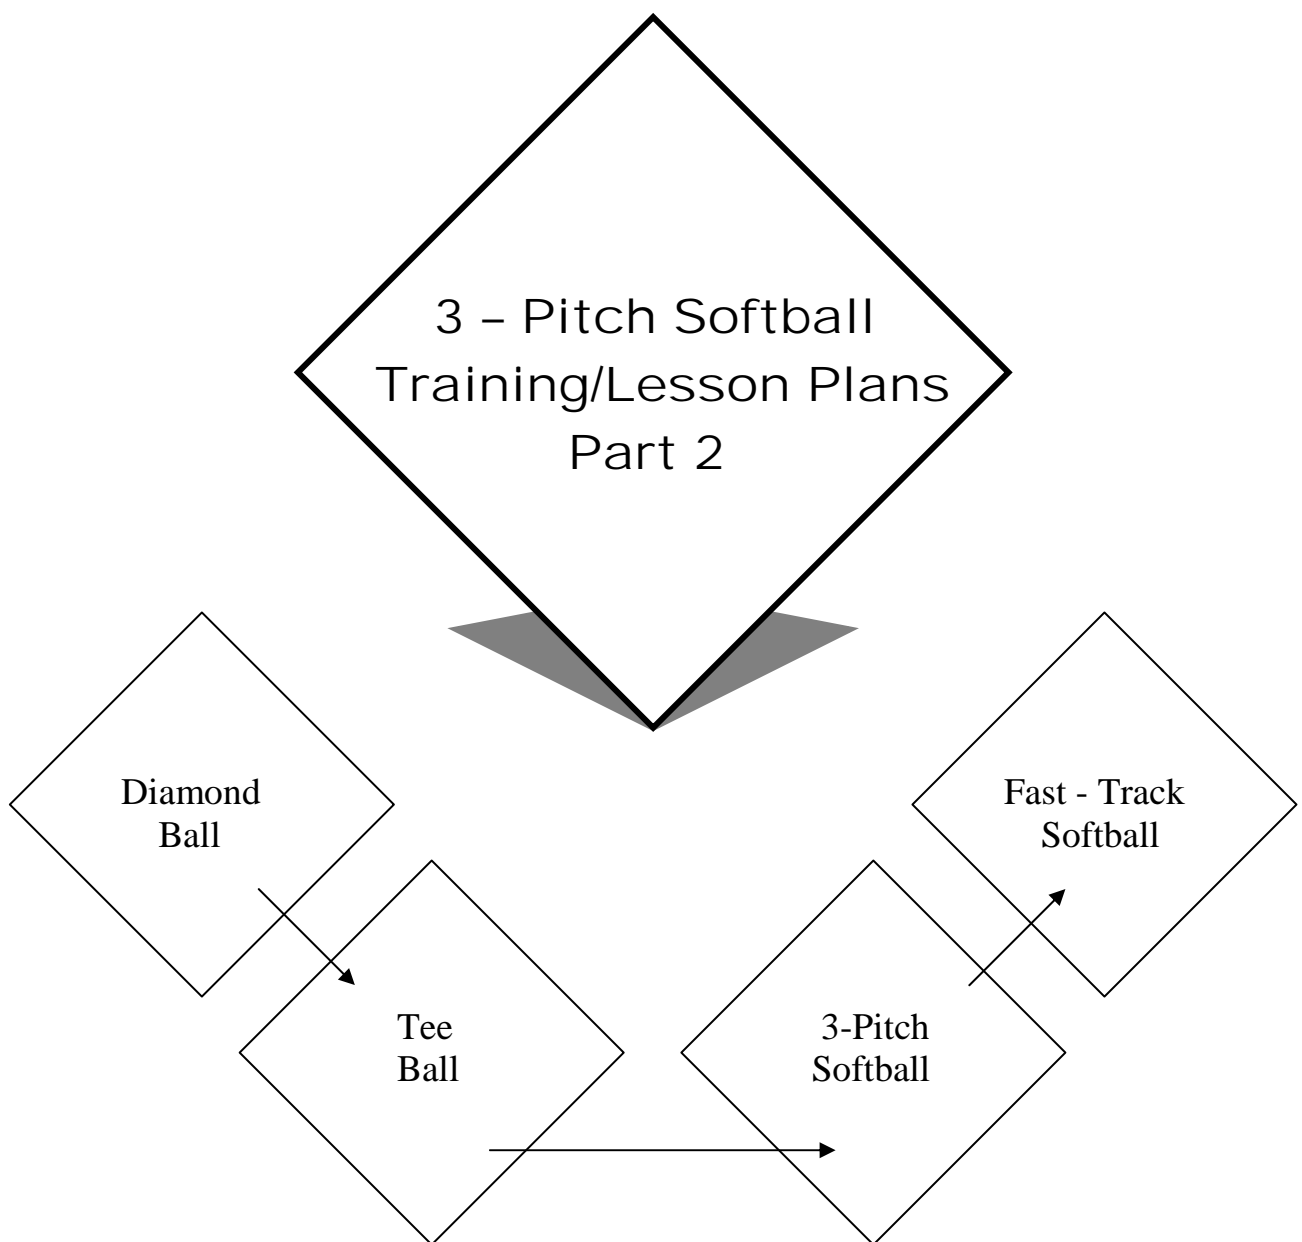 3 – Pitch Softball
Training/Lesson Plans
Part 2
Diamond
Ball
Fast - Track
Softball
Tee
Ball
3-Pitch
Softball